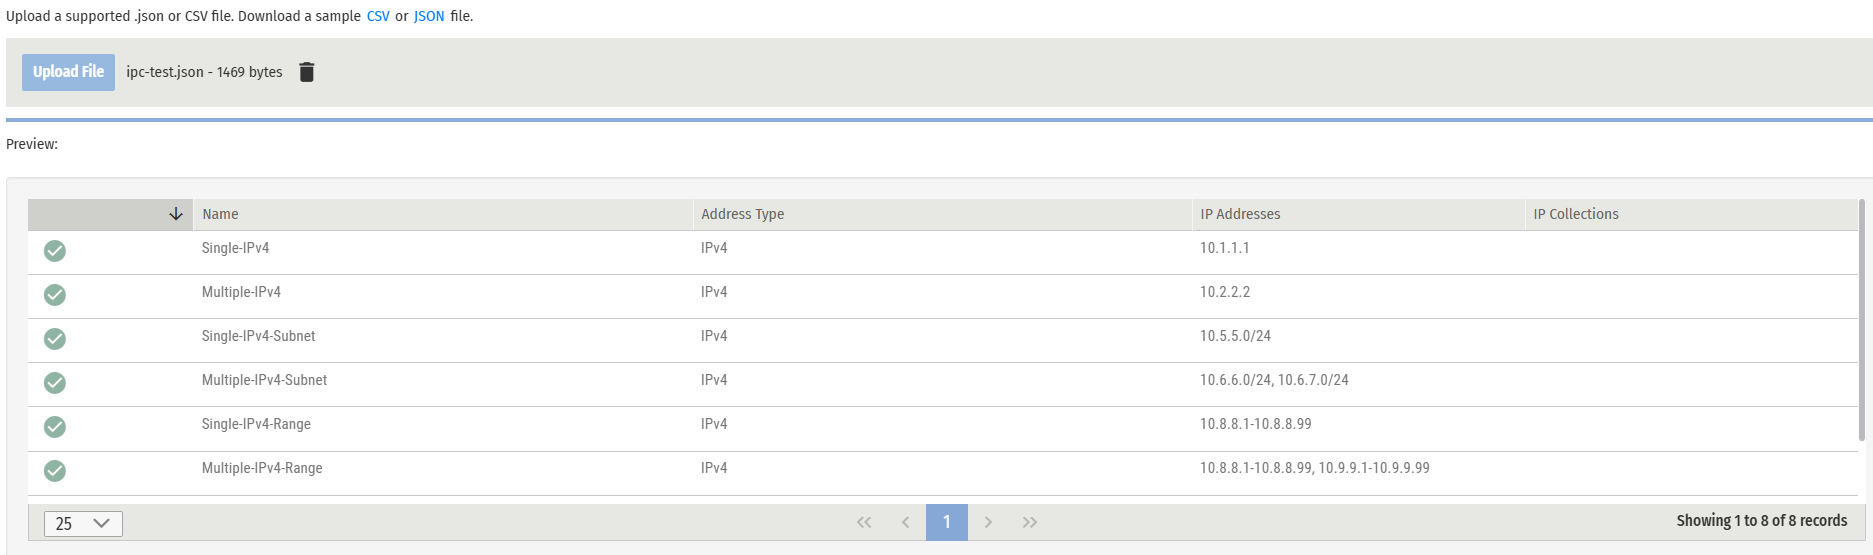 Upload a supported .json or CSV file. Download a sample CSV or JSON file.
Upload File ipc-test.json - 1469 bytes
Preview:
Name Address Type IP Addresses IP Collections
Single-IPv4 IPv4 10.1.1.1
Multiple-IPv4 IPv4 10.2.2.2
Single-IPv4-Subnet IPv4 10.5.5.0/24
Multiple-IPv4-Subnet IPv4 10.6.6.0/24, 10.6.7.0/24
Single-IPv4-Range IPv4 10.8.8.1-10.8.8.99
Multiple-IPv4-Range IPv4 10.8.8.1-10.8.8.99, 10.9.9.1-10.9.9.99
25 1 Showing 1 to 8 of 8 records